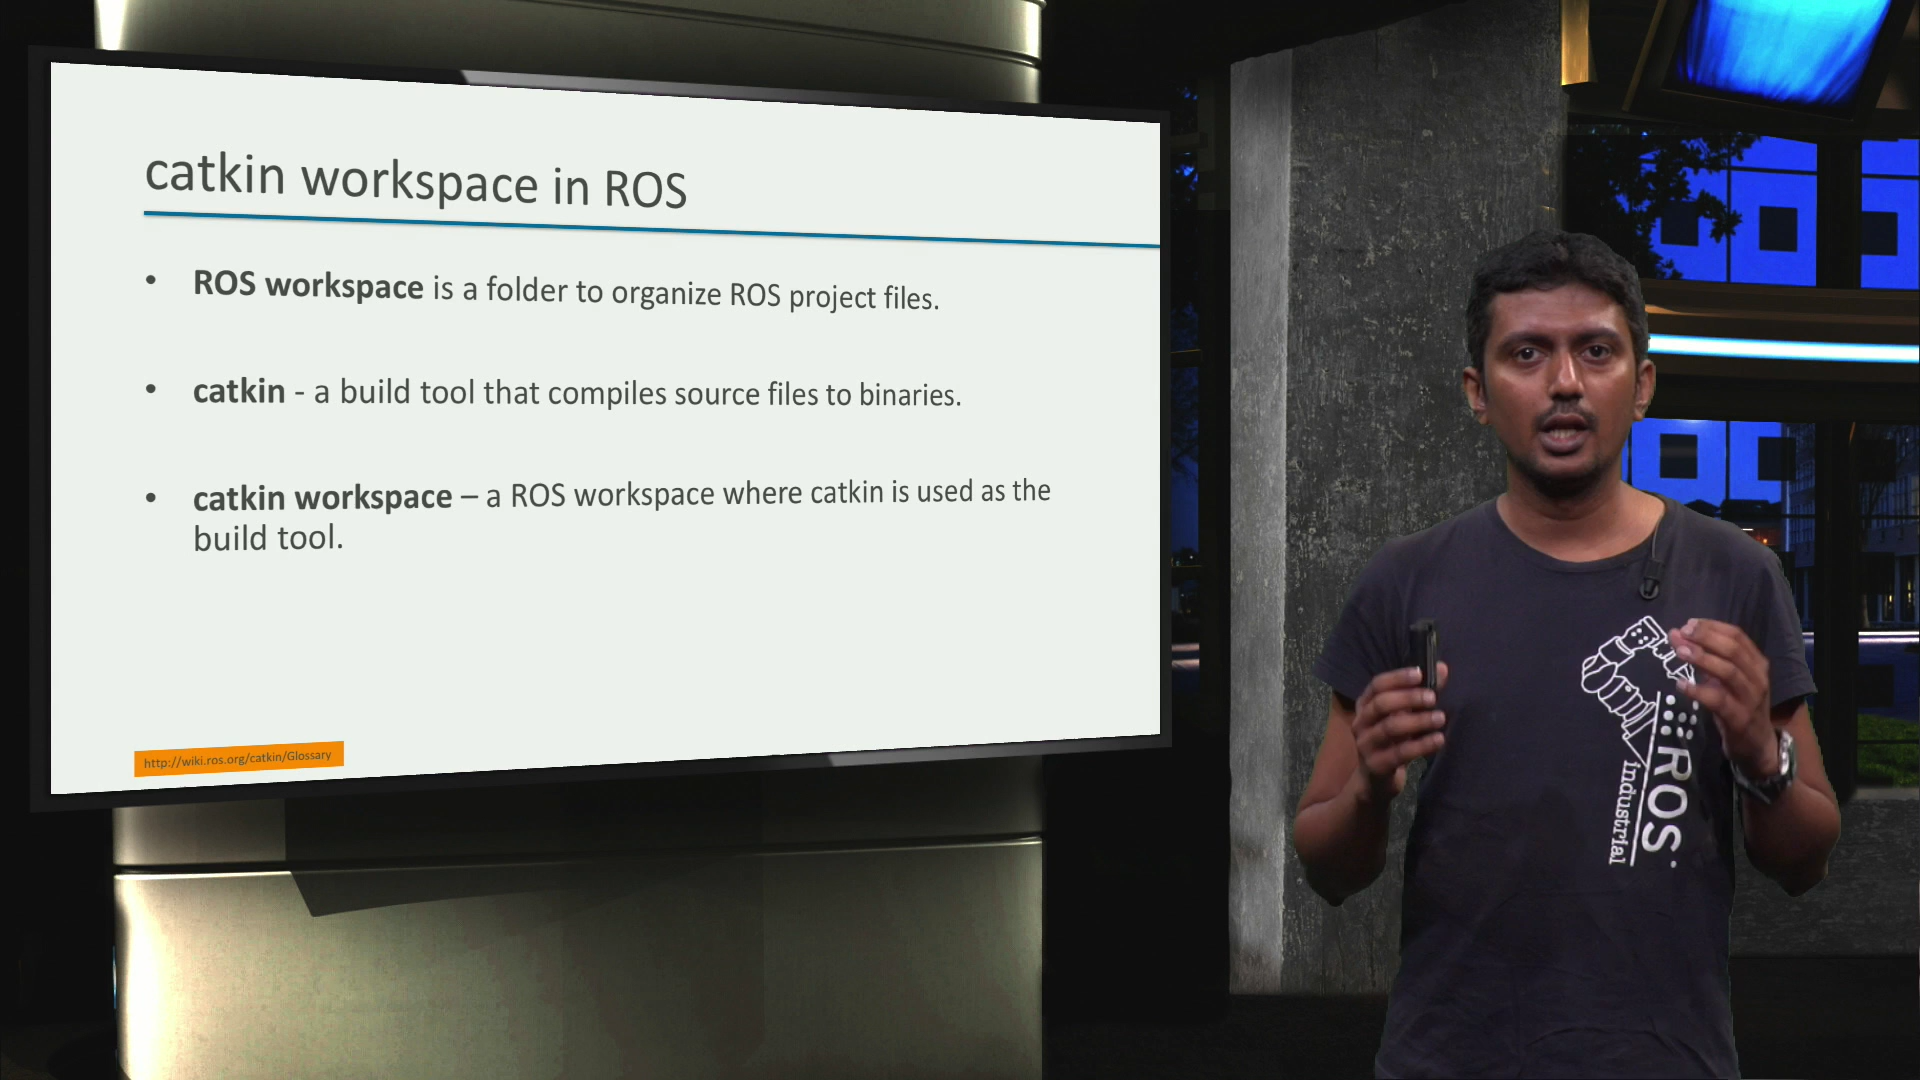 catkin workspace in ROS
• ROS workspace is a folder to organize ROS project files.
• catkin - a build tool that compiles source files to binaries.
• catkin workspace – a ROS workspace where catkin is used as the
build tool.
http://wiki.ros.org/catkin/Glossary
ROS
industrial